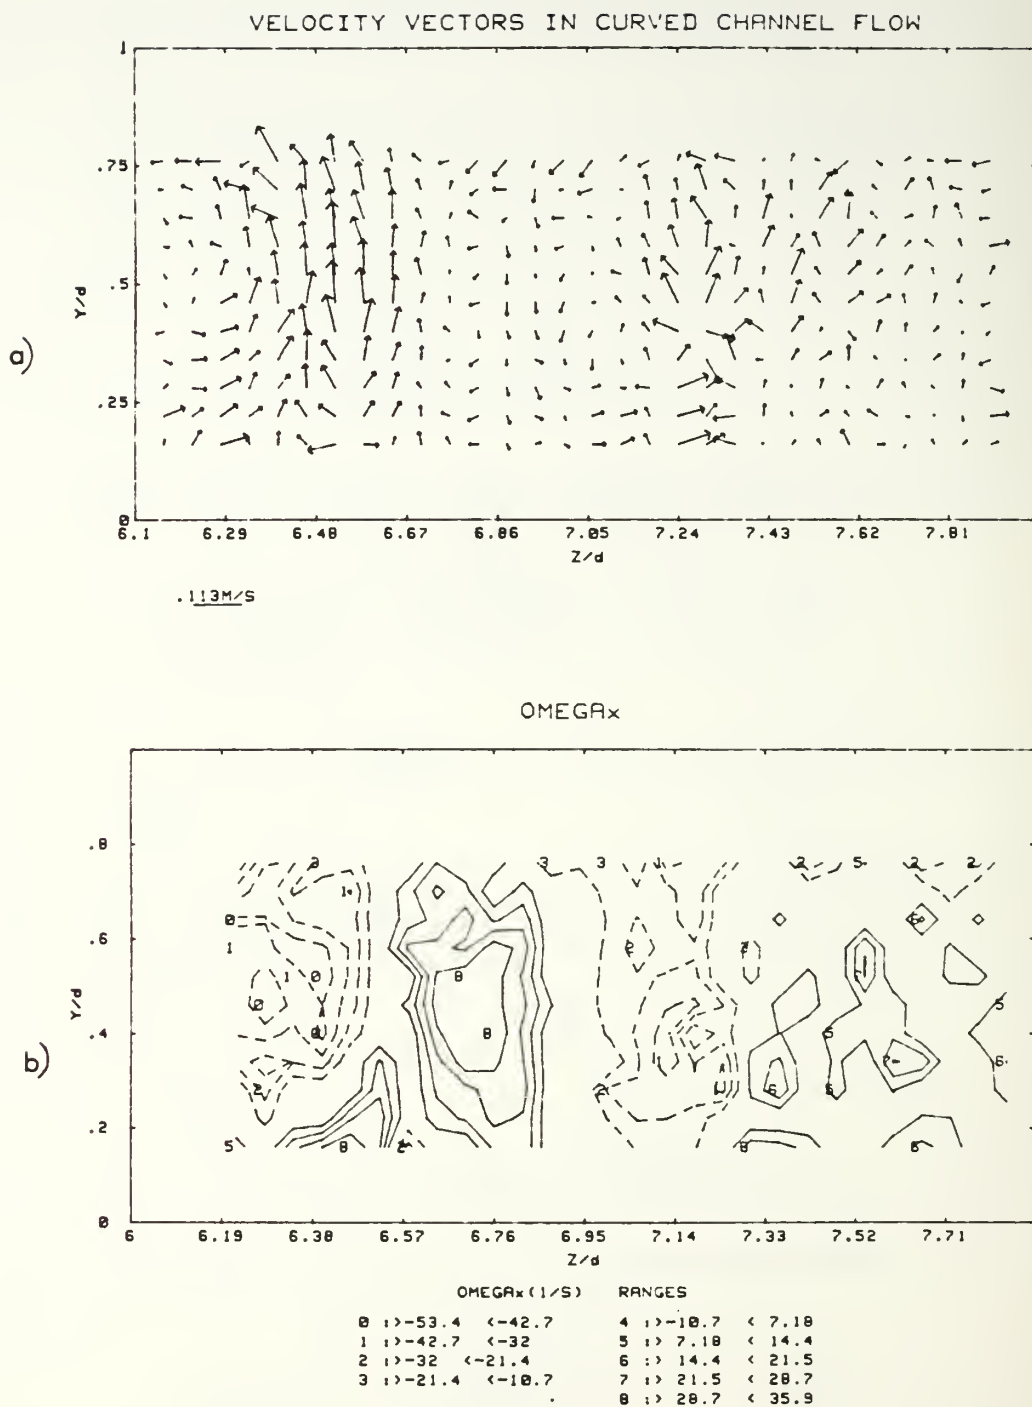 VELOCITY VECTORS IN CURVED CHANNEL FLOW
1
.75
.5
.25
0
Y/d
a)
6.1 6.29 6.48 6.67 6.86 7.05 7.24 7.43 7.62 7.81
Z/d
.113M/S
OMEGAx
.8
.6
.4
.2
0
Y/d
b)
6 6.19 6.38 6.57 6.76 6.95 7.14 7.33 7.52 7.71
Z/d
OMEGAx(1/S) RANGES
0 :>-53.4 <-42.7 4 :>-10.7 < 7.18
1 :>-42.7 <-32 5 :> 7.18 < 14.4
2 :>-32 <-21.4 6 :> 14.4 < 21.5
3 :>-21.4 <-10.7 7 :> 21.5 < 28.7
8 :> 28.7 < 35.9